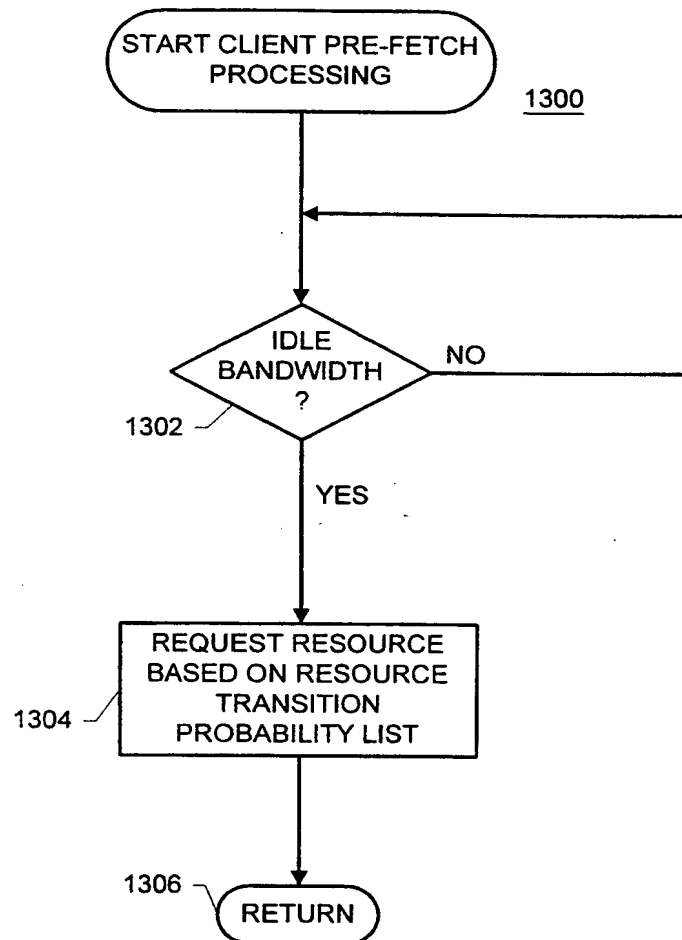 START CLIENT PRE-FETCH
PROCESSING
1300
IDLE
BANDWIDTH
?
NO
1302
YES
REQUEST RESOURCE
BASED ON RESOURCE
TRANSITION
PROBABILITY LIST
1304
1306
RETURN